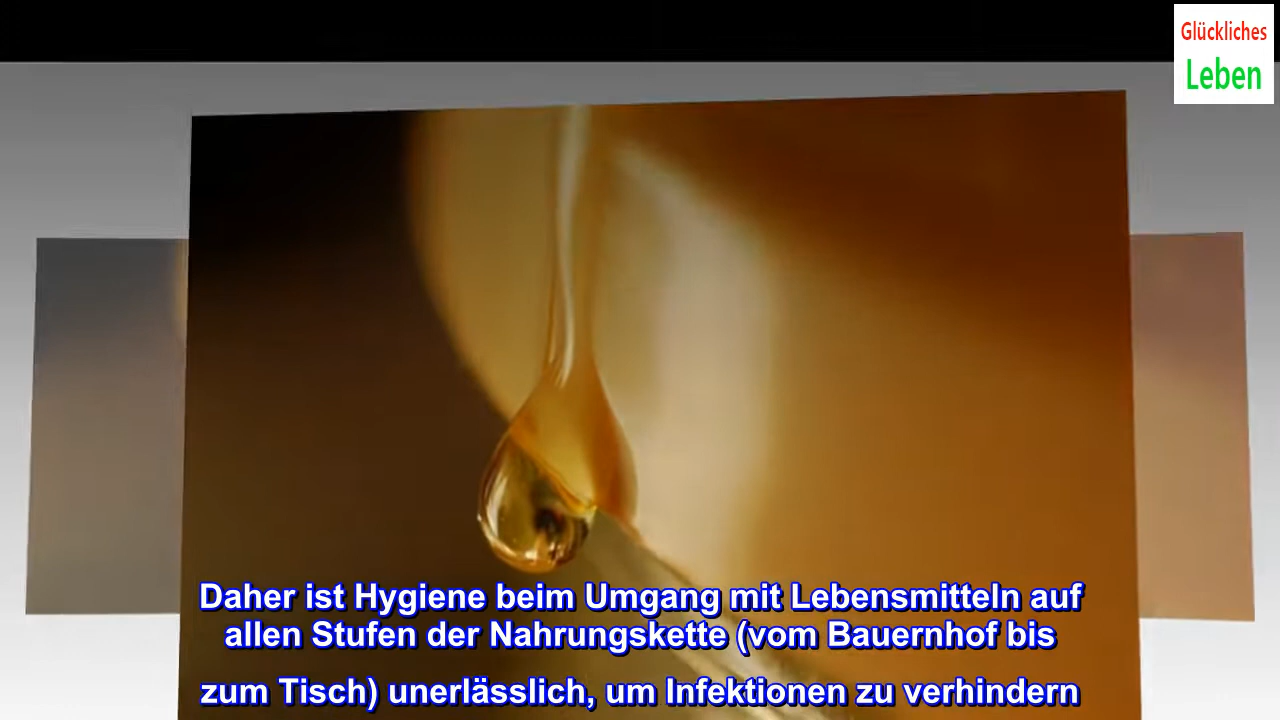 Glückliches
Leben
Daher ist Hygiene beim Umgang mit Lebensmitteln auf
allen Stufen der Nahrungskette (vom Bauernhof bis
zum Tisch) unerlässlich, um Infektionen zu verhindern